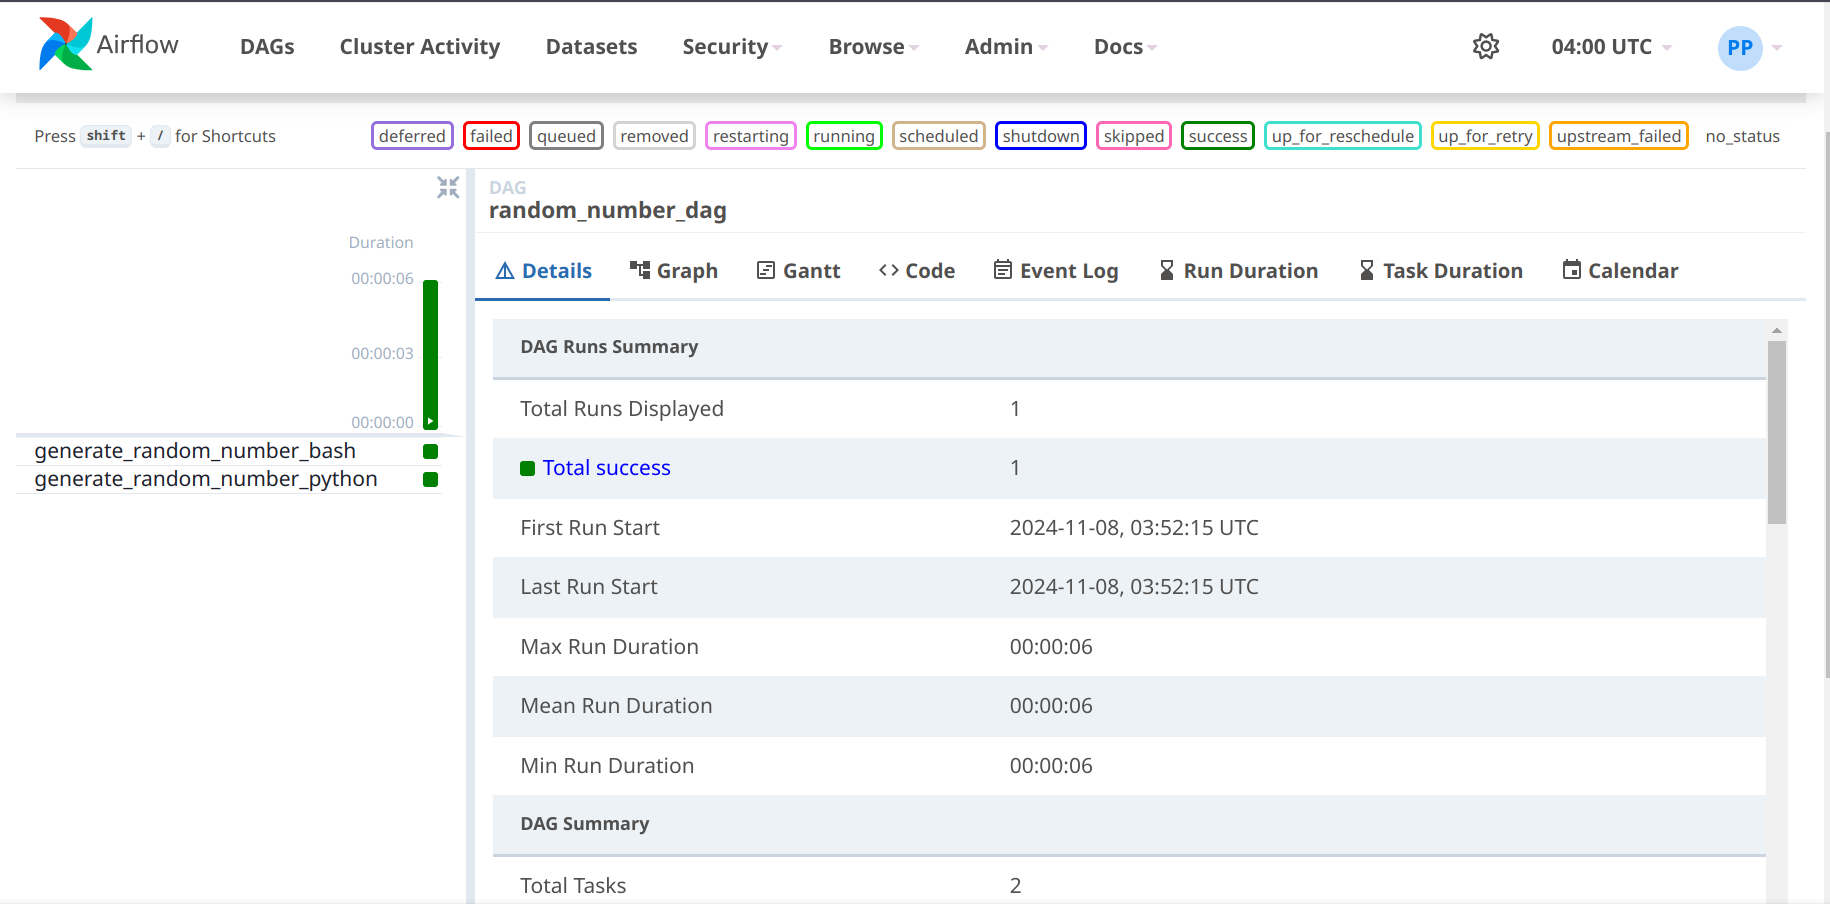 Airflow DAGs Cluster Activity Datasets Security Browse Admin Docs 04:00 UTC PP
Press shift + / for Shortcuts deferred failed queued removed restarting running scheduled shutdown skipped success up_for_reschedule up_for_retry upstream_failed no_status
DAG
random_number_dag
Duration
00:00:06
00:00:03
00:00:00
generate_random_number_bash
generate_random_number_python
Details Graph Gantt Code Event Log Run Duration Task Duration Calendar
DAG Runs Summary
Total Runs Displayed 1
Total success 1
First Run Start 2024-11-08, 03:52:15 UTC
Last Run Start 2024-11-08, 03:52:15 UTC
Max Run Duration 00:00:06
Mean Run Duration 00:00:06
Min Run Duration 00:00:06
DAG Summary
Total Tasks 2